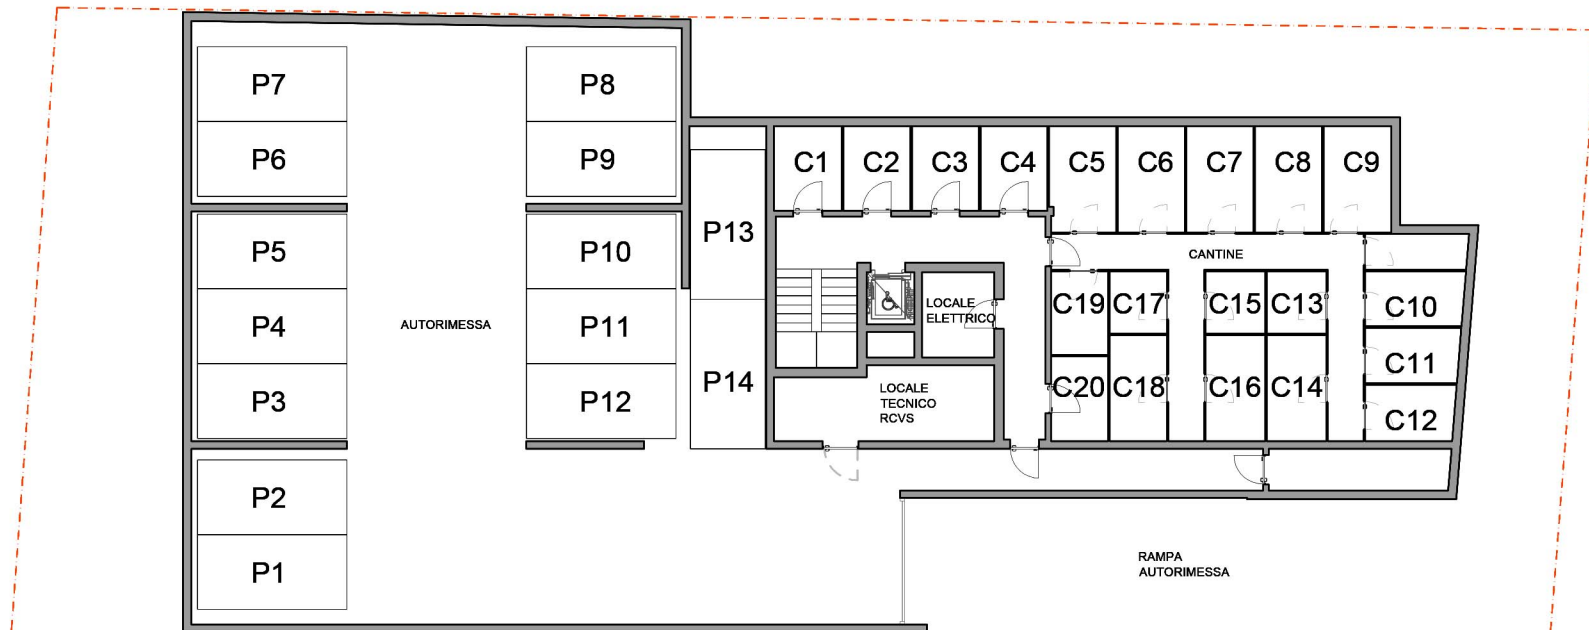 P7
P8
P6
P9
C1
C2
C3
C4
C5
C6
C7
C8
C9
P13
P5
P10
CANTINE
C19
C17
C15
C13
C10
LOCALE
ELETTRICO
P4
AUTORIMESSA
P11
C11
P14
LOCALE
TECNICO
RCVS
C20
C18
C16
C14
P3
P12
C12
P2
P1
RAMPA
AUTORIMESSA